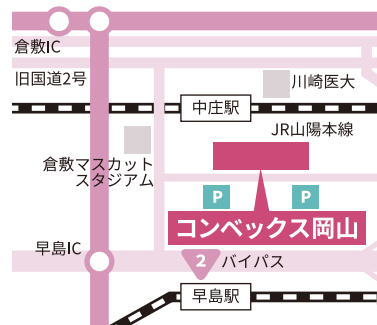 倉敷IC
旧国道2号
川崎医大
中庄駅
JR山陽本線
倉敷マスカット
スタジアム
P
P
コンベックス岡山
早島IC
2
バイパス
早島駅